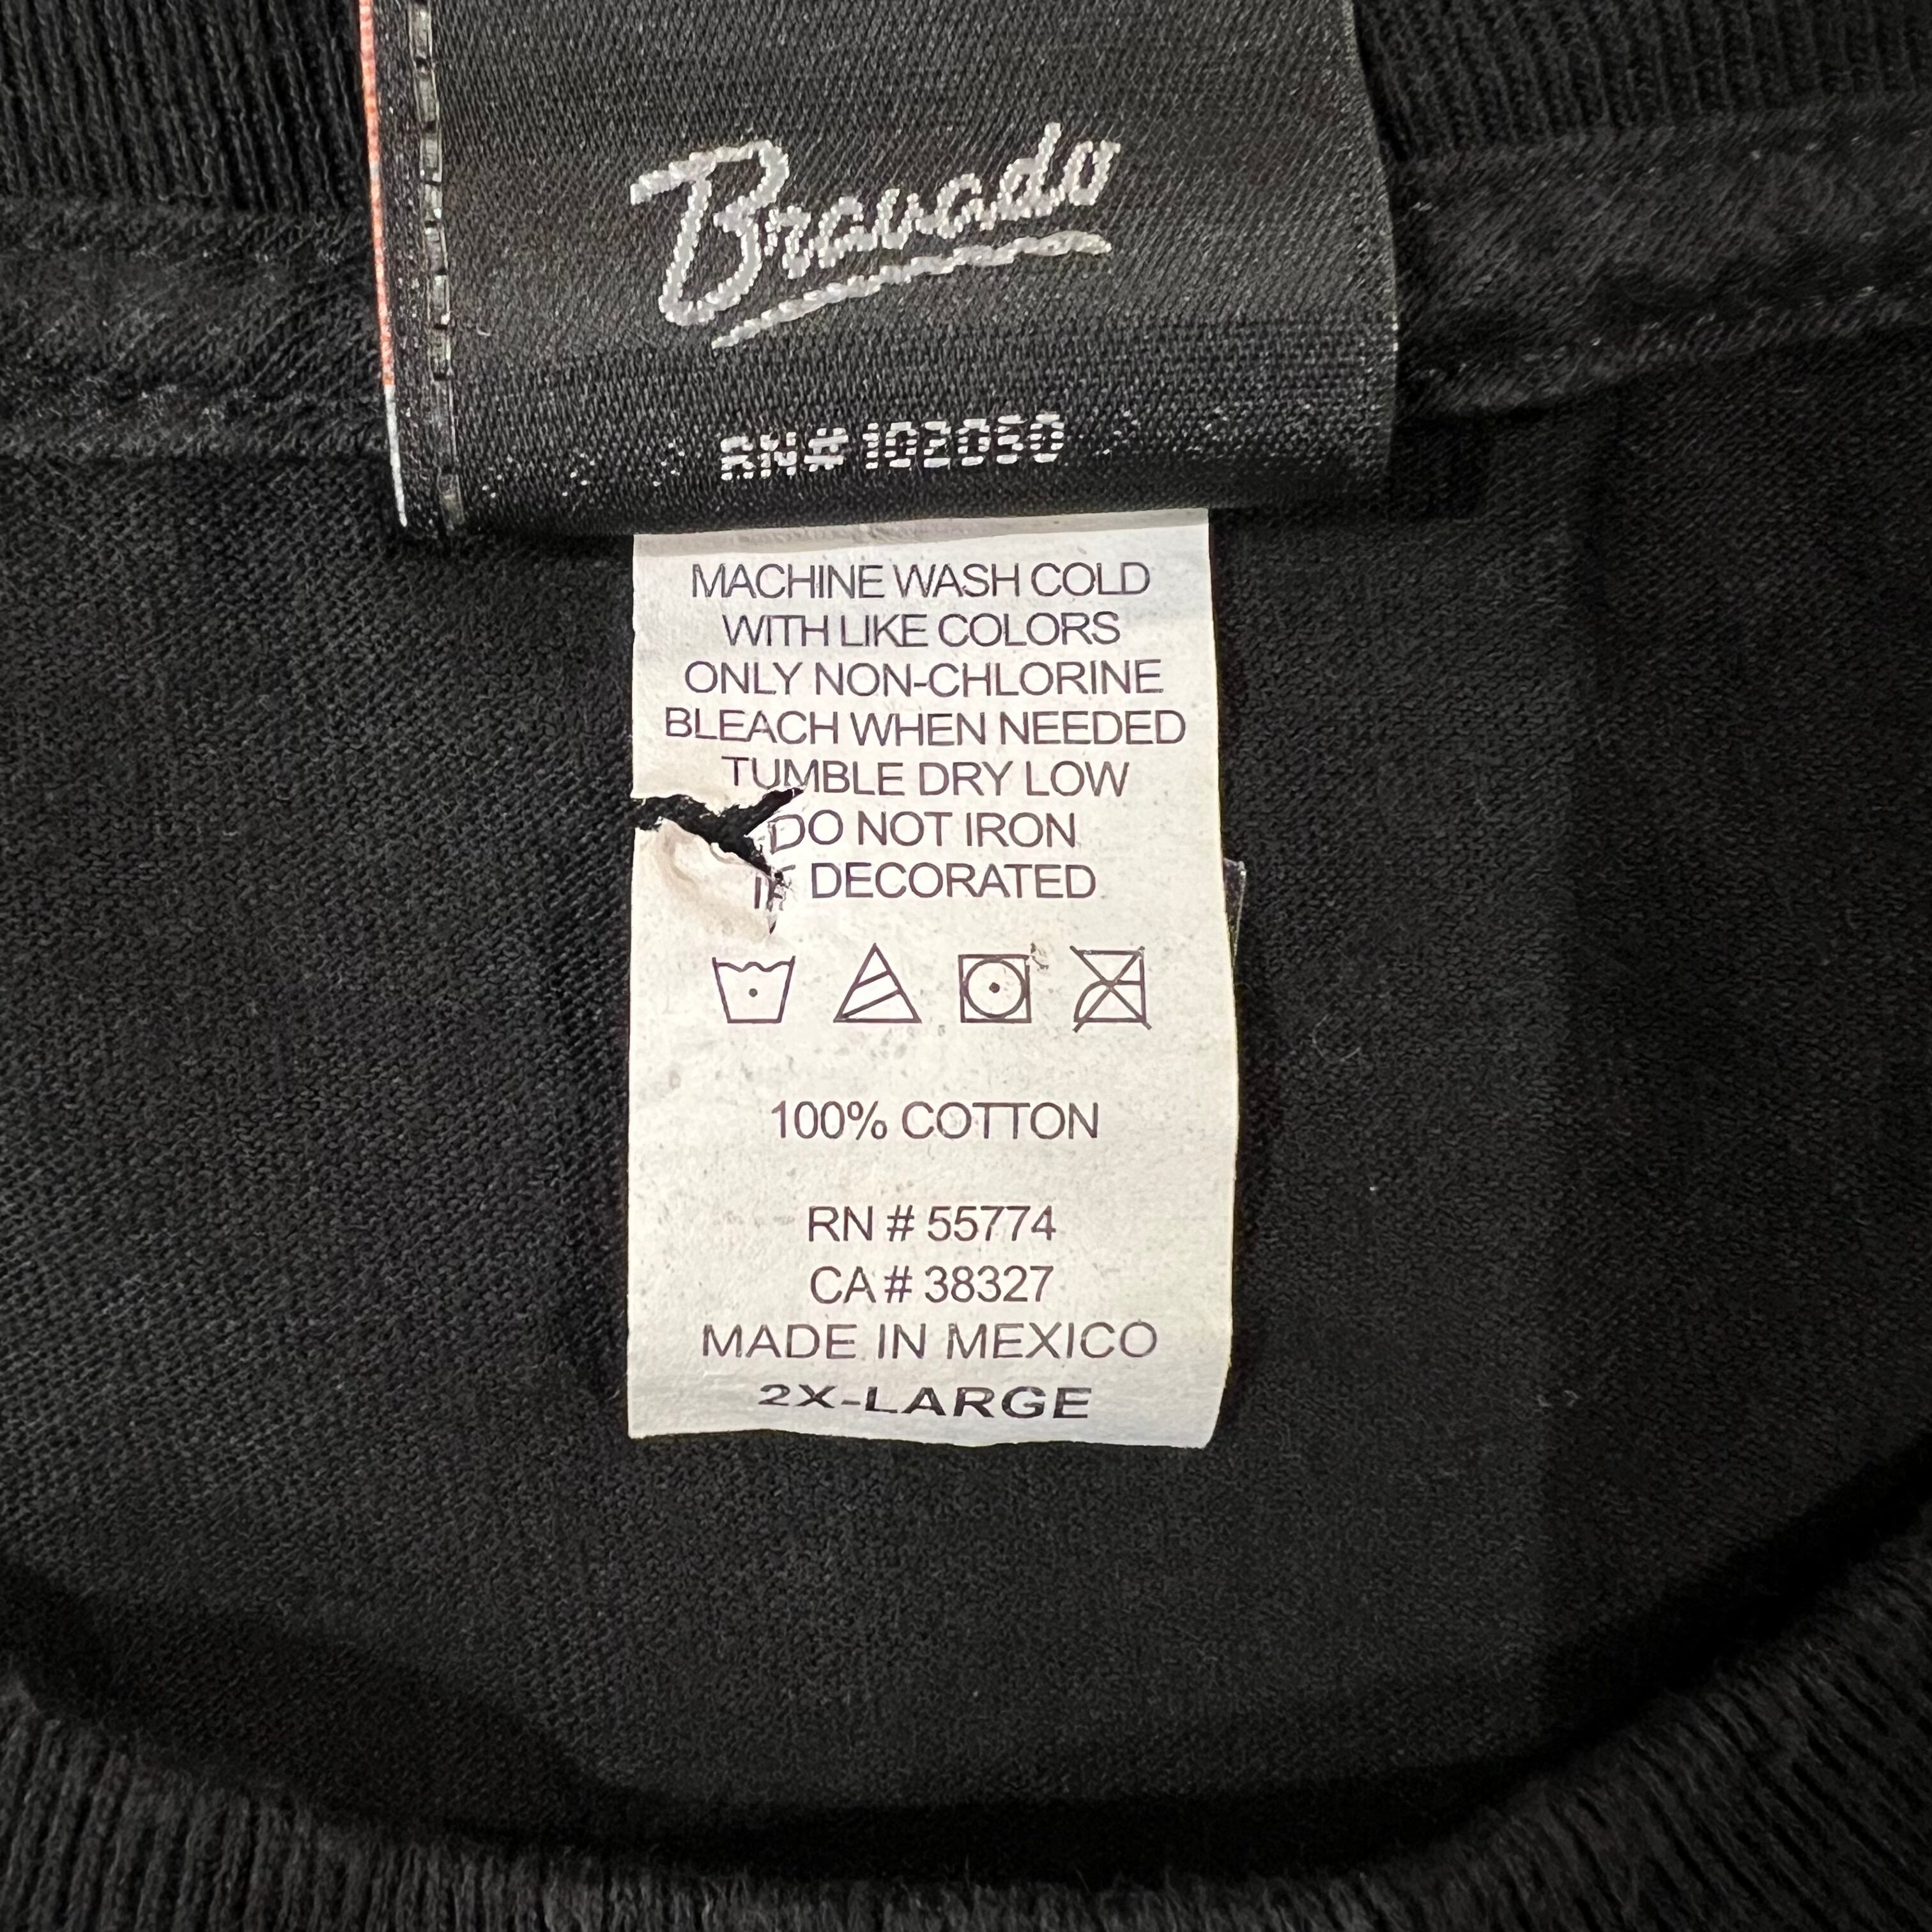 Bravado
RN#102050
MACHINE WASH COLD
WITH LIKE COLORS
ONLY NON-CHLORINE
BLEACH WHEN NEEDED
TUMBLE DRY LOW
DO NOT IRON
IF DECORATED
100% COTTON
RN # 55774
CA # 38327
MADE IN MEXICO
2X-LARGE